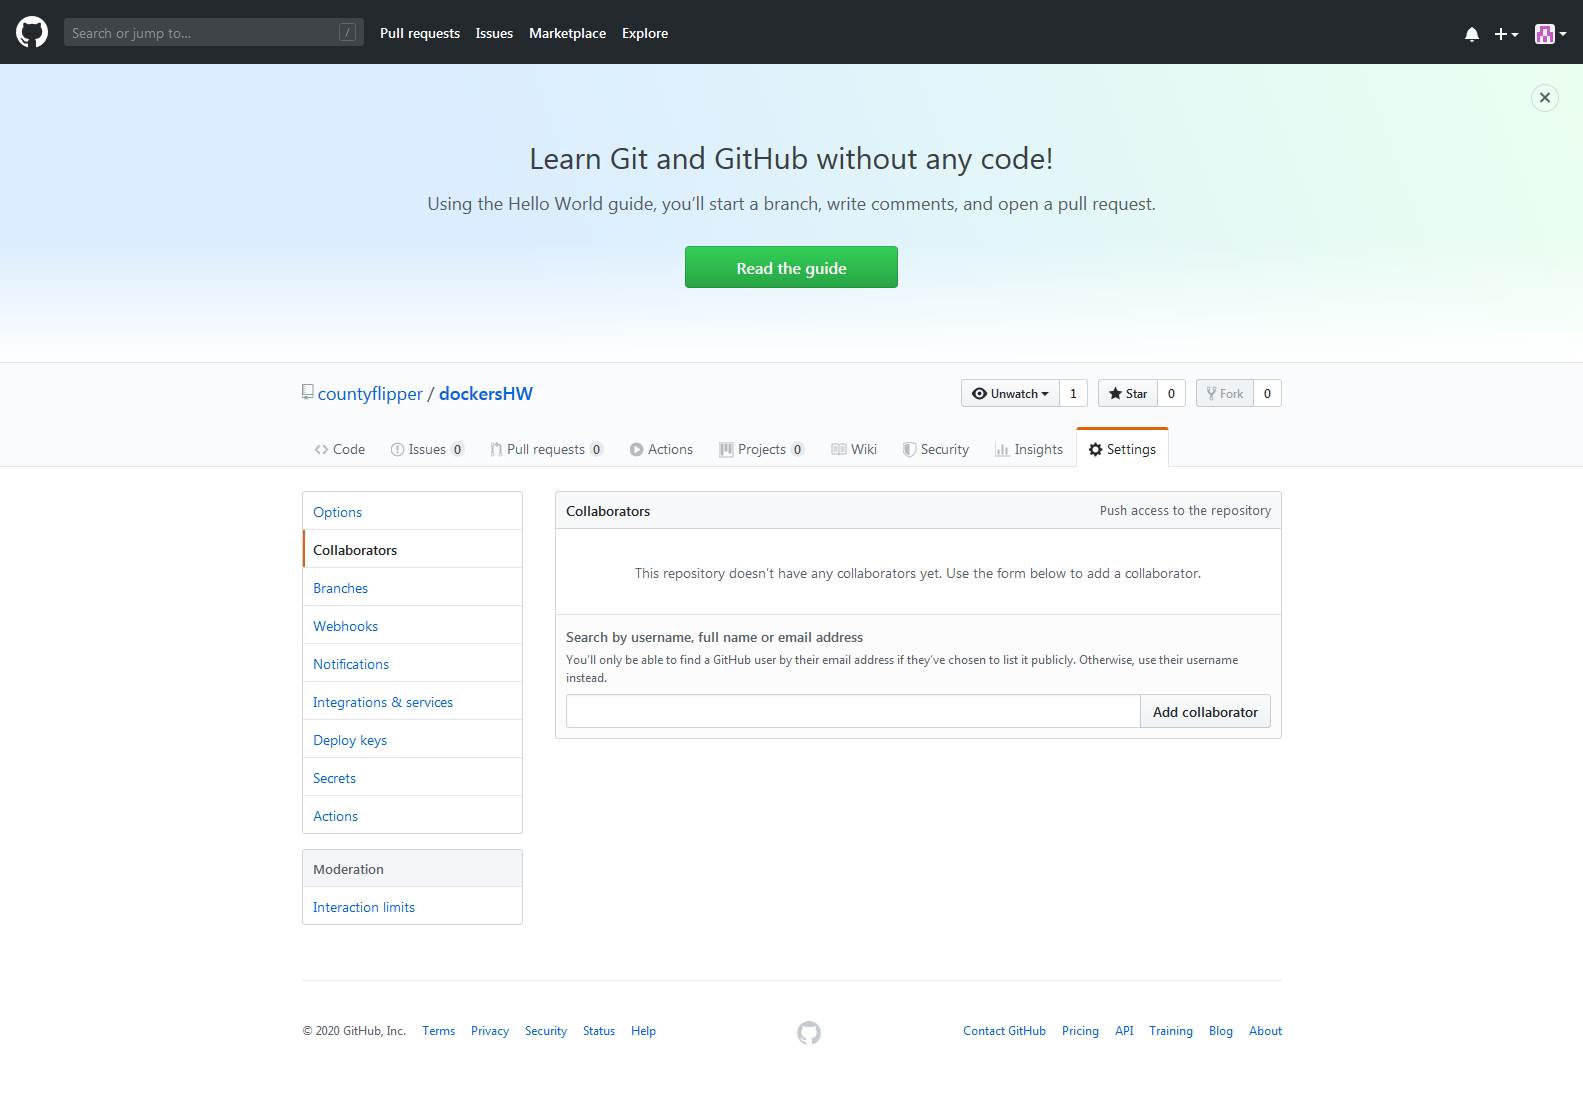 Search or jump to... /
Pull requests Issues Marketplace Explore
Learn Git and GitHub without any code!
Using the Hello World guide, you’ll start a branch, write comments, and open a pull request.
Read the guide
countyflipper / dockersHW
Unwatch 1 Star 0 Fork 0
Code Issues 0 Pull requests 0 Actions Projects 0 Wiki Security Insights Settings
Options
Collaborators
Branches
Webhooks
Notifications
Integrations & services
Deploy keys
Secrets
Actions
Moderation
Interaction limits
Collaborators Push access to the repository
This repository doesn’t have any collaborators yet. Use the form below to add a collaborator.
Search by username, full name or email address
You’ll only be able to find a GitHub user by their email address if they’ve chosen to list it publicly. Otherwise, use their username
instead.
Add collaborator
© 2020 GitHub, Inc. Terms Privacy Security Status Help
Contact GitHub Pricing API Training Blog About